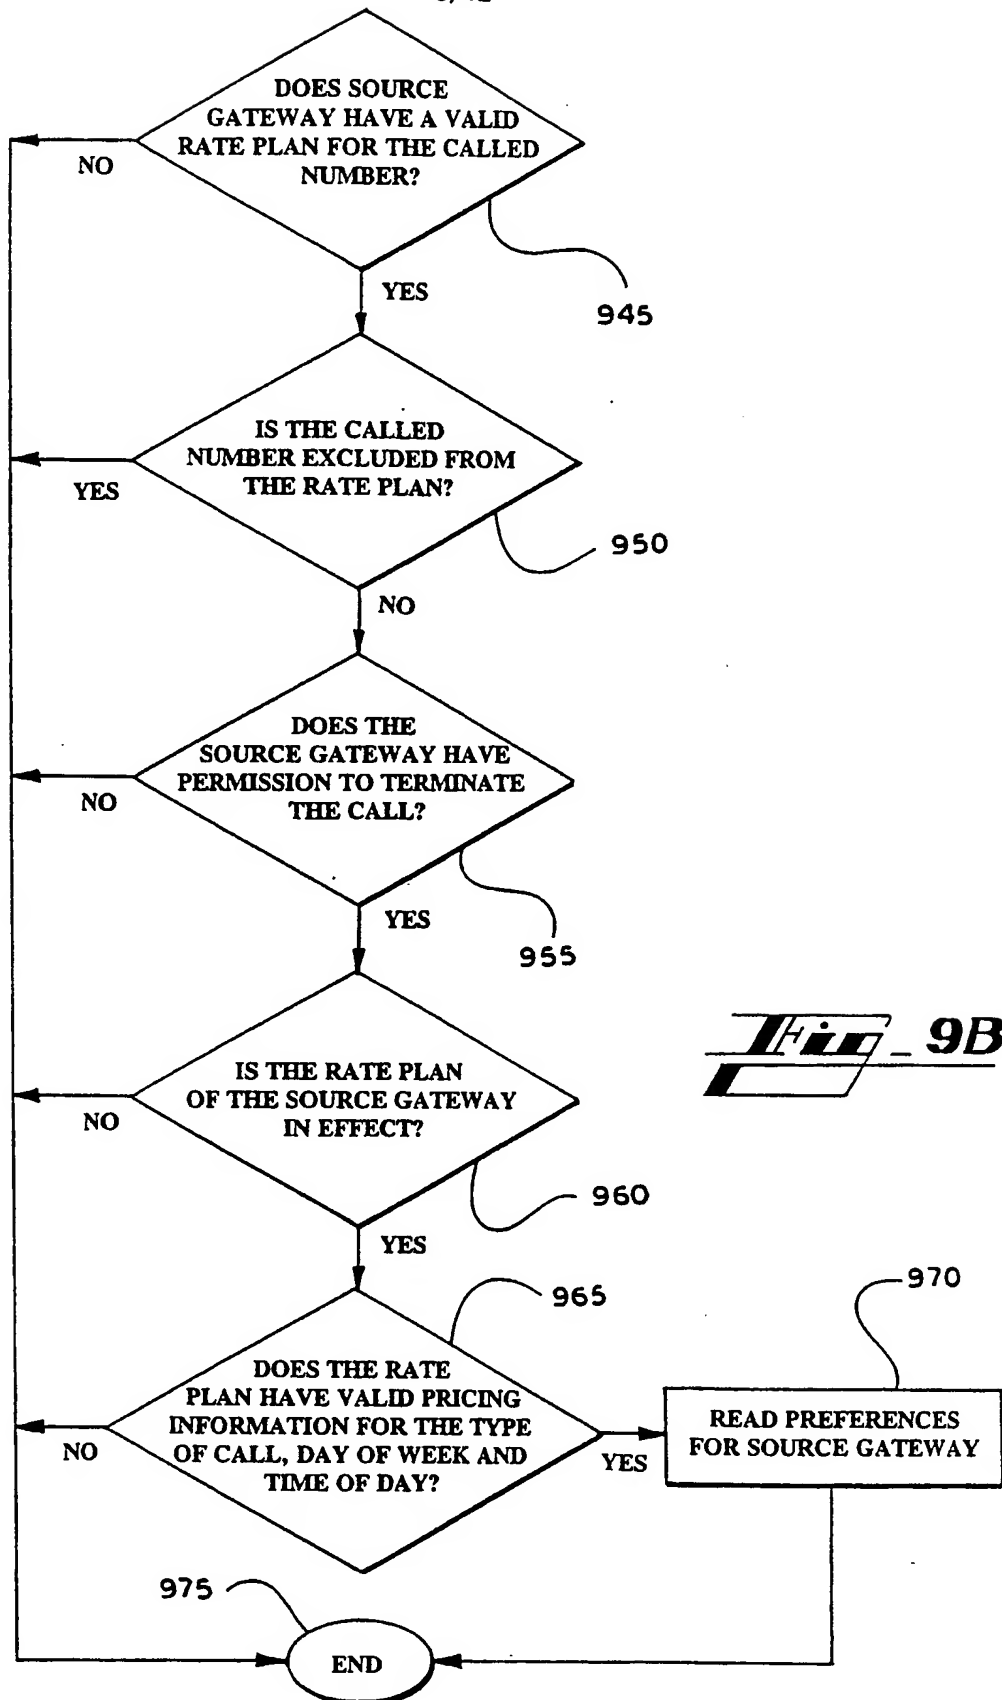 DOES SOURCE
GATEWAY HAVE A VALID
RATE PLAN FOR THE CALLED
NUMBER?
NO
YES
945
IS THE CALLED
NUMBER EXCLUDED FROM
THE RATE PLAN?
YES
950
NO
DOES THE
SOURCE GATEWAY HAVE
PERMISSION TO TERMINATE
THE CALL?
NO
YES
955
Fig_9B
IS THE RATE PLAN
OF THE SOURCE GATEWAY
IN EFFECT?
NO
960
YES
965
970
DOES THE RATE
PLAN HAVE VALID PRICING
INFORMATION FOR THE TYPE
OF CALL, DAY OF WEEK AND
TIME OF DAY?
NO
YES
READ PREFERENCES
FOR SOURCE GATEWAY
975
END